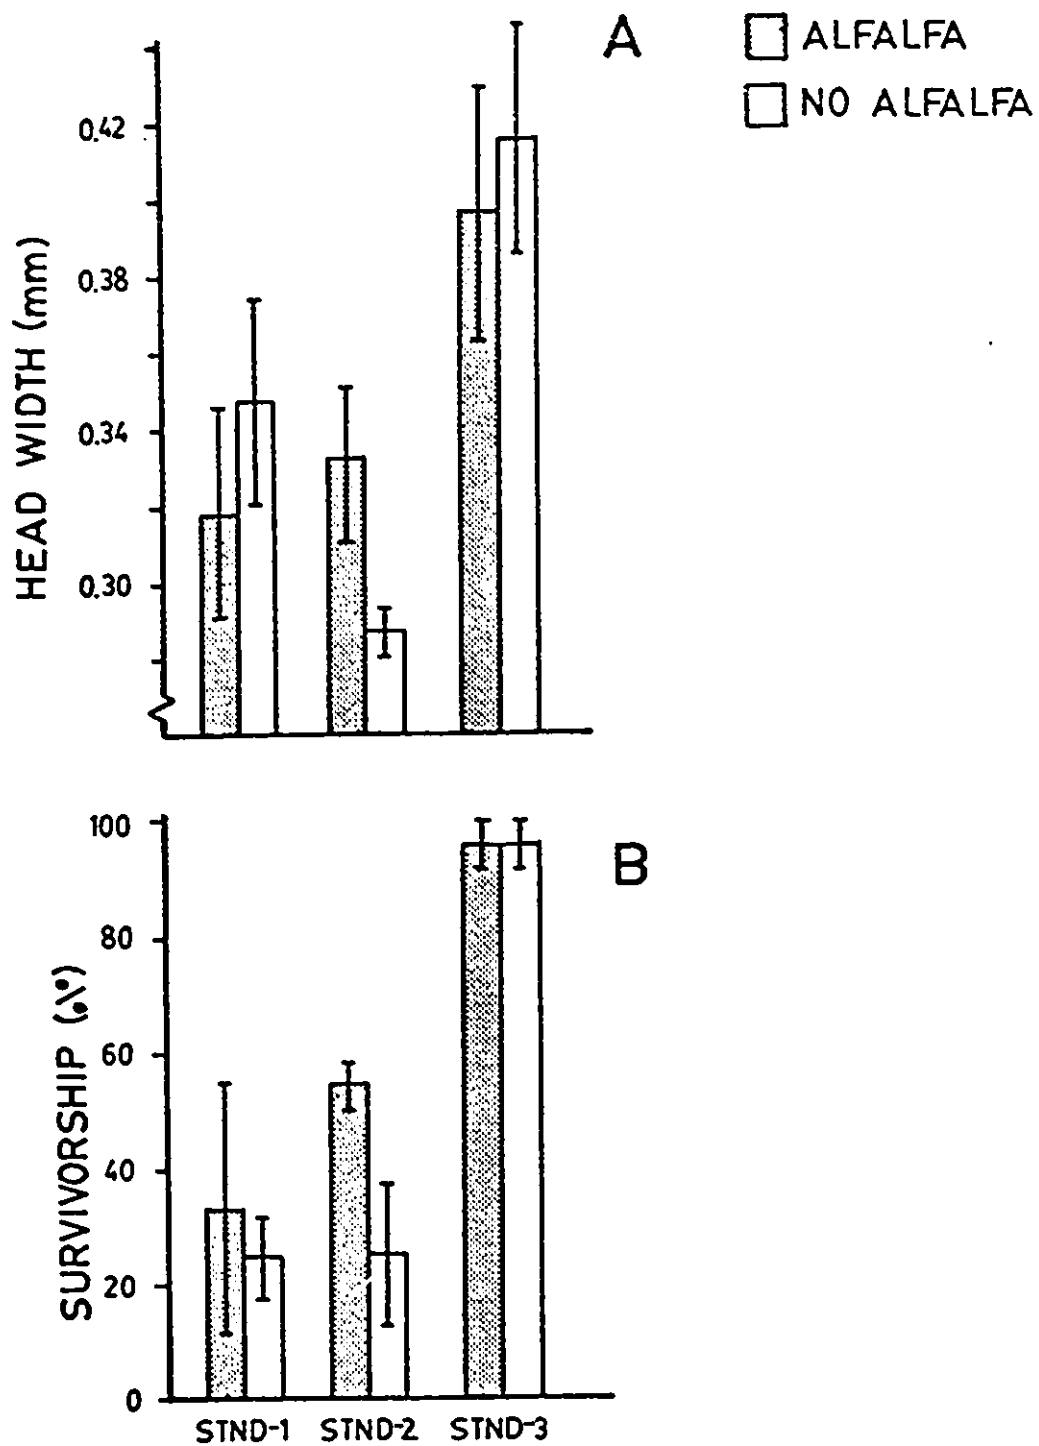 A
ALFALFA
NO ALFALFA
0.42
0.38
0.34
0.30
HEAD WIDTH (mm)
B
100
80
60
40
20
0
SURVIVORSHIP (%)
STND-1 STND-2 STND-3